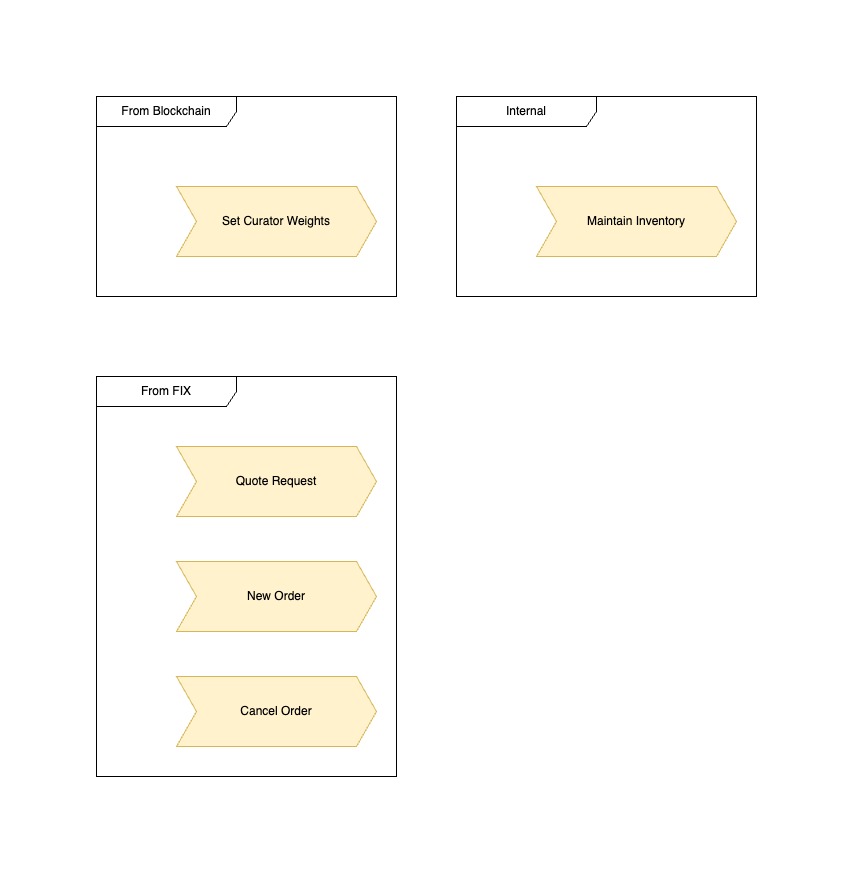 From Blockchain
Set Curator Weights
Internal
Maintain Inventory
From FIX
Quote Request
New Order
Cancel Order